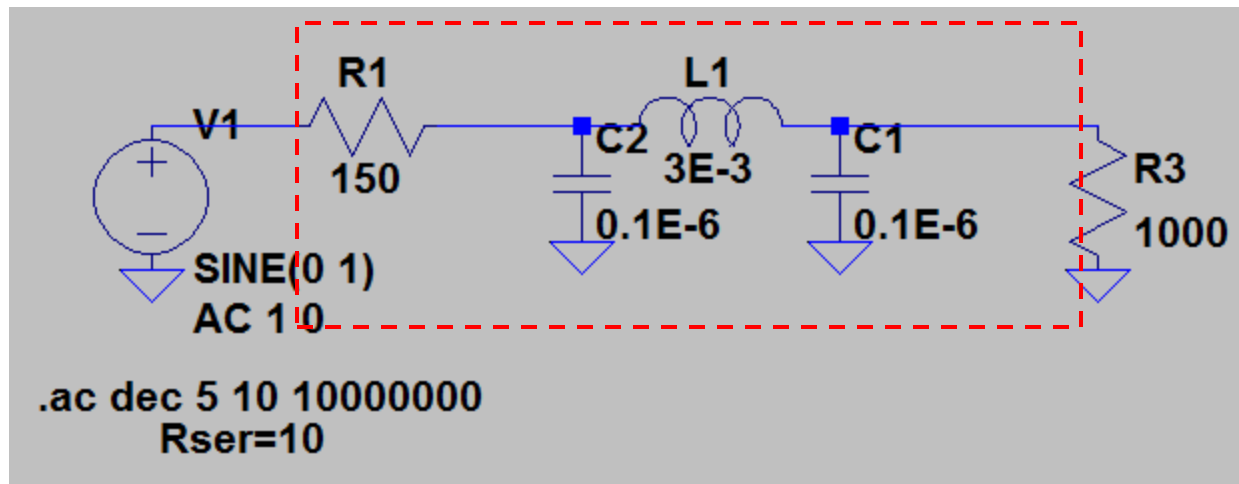 V1
SINE(0 1)
AC 1 0
R1
150
C2
0.1E-6
L1
3E-3
C1
0.1E-6
R3
1000
.ac dec 5 10 10000000
Rser=10